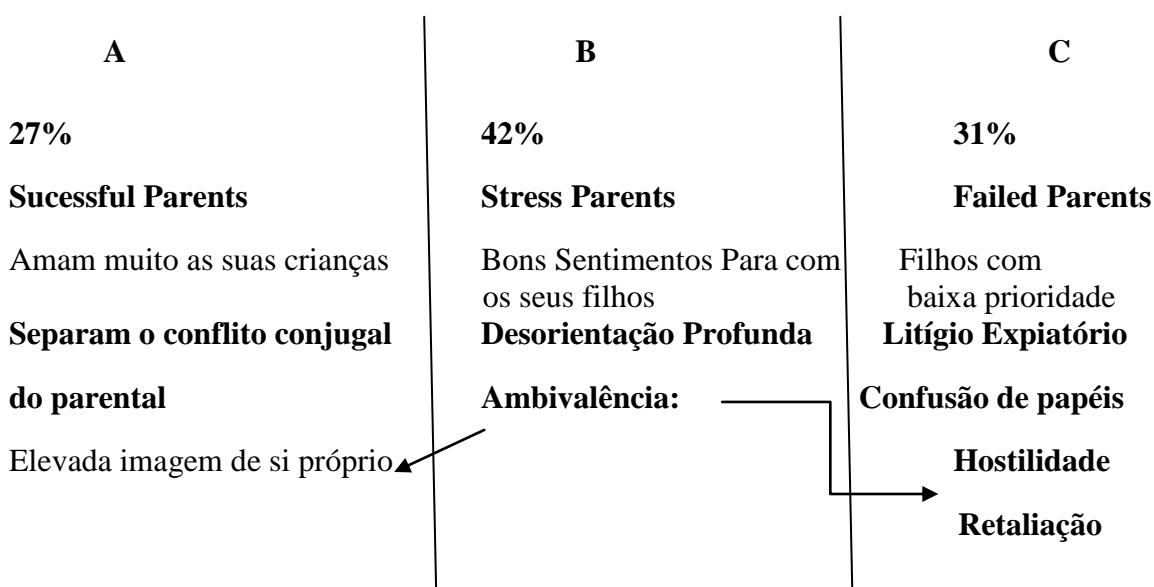 A
27%
Sucessful Parents
Amam muito as suas crianças
Separam o conflito conjugal
do parental
Elevada imagem de si próprio
B
42%
Stress Parents
Bons Sentimentos Para com
os seus filhos
Desorientação Profunda
Ambivalência:
C
31%
Failed Parents
Filhos com
baixa prioridade
Litígio Expiatório
Confusão de papéis
Hostilidade
Retaliação